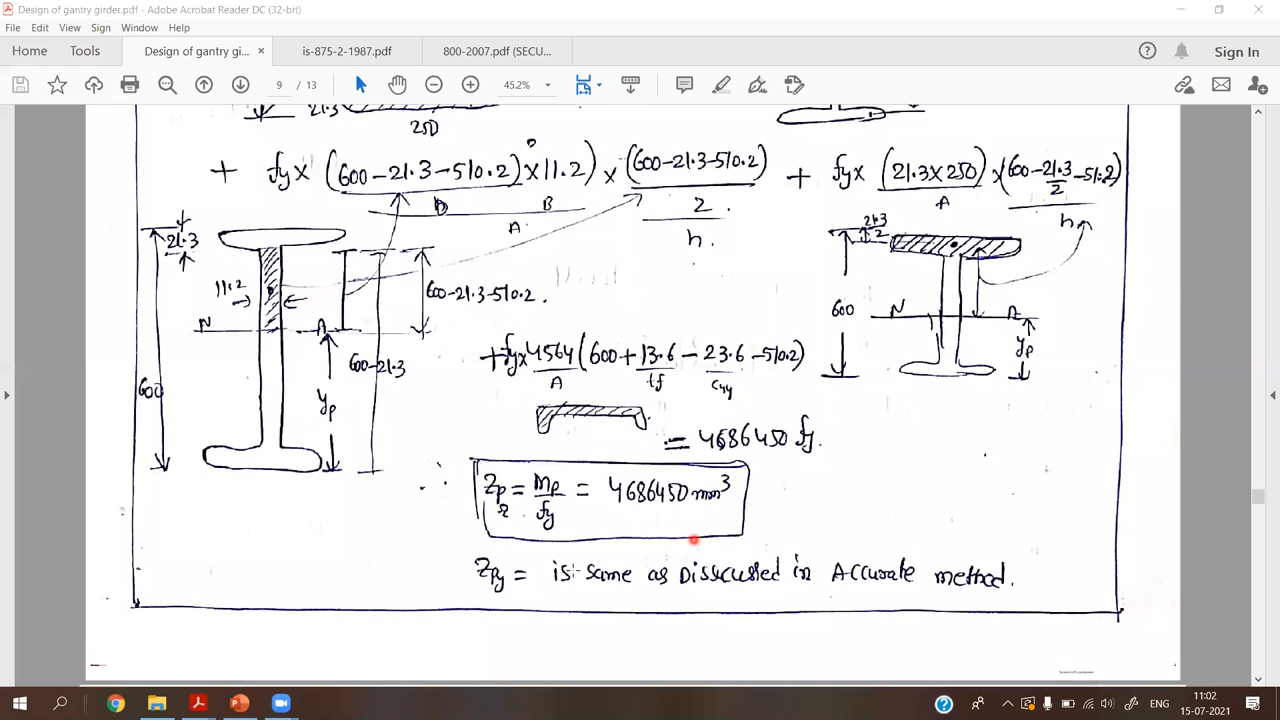 Design of gantry girder.pdf - Adobe Acrobat Reader DC (32-bit)
File Edit View Sign Window Help
Home Tools Design of gantry gi... × is-875-2-1987.pdf 800-2007.pdf (SECU... Sign In
9 / 13 45.2%
21.3
250
+ fy× (600-21.3-510.2)×11.2) × (600-21.3-510.2) + fy× (21.3×250) × (600-21.3-510.2)
D B 2 A 2
A h. h
21.3
21.3
2
11.2
600-21.3-510.2.
N A
600
N A
+fy×4564 (600+13.6-23.6-510.2)
A tf Cyy
600-21.3
yp
600
yp
= 4686450 fy.
∴ Zpz = Mp = 4686450 mm³
fy
Zpy = is same as Disscussed in Accurate method.
ENG
11:02
15-07-2021